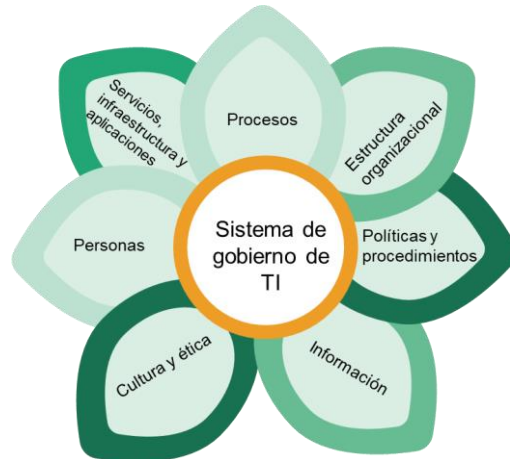 Procesos
Estructura
organizacional
Políticas y
procedimientos
Información
Cultura y ética
Personas
Servicios,
infraestructura y
aplicaciones
Sistema de
gobierno de
TI